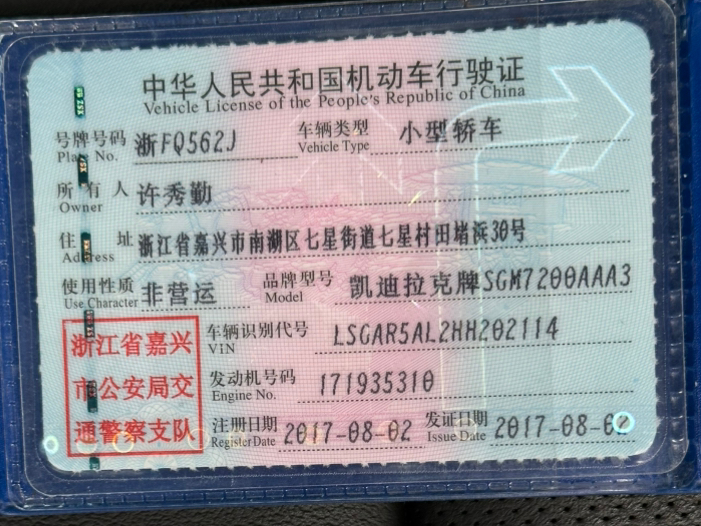 中华人民共和国机动车行驶证
Vehicle License of the People's Republic of China
号牌号码 浙FQ562J 车辆类型 小型轿车
Plate No. Vehicle Type
所有人 许秀勤
Owner
住址 浙江省嘉兴市南湖区七星街道七星村田堵浜30号
Address
使用性质 非营运 品牌型号 凯迪拉克牌SGM7200AAA3
Use Character Model
浙江省嘉兴
市公安局交
通警察支队
车辆识别代号 LSGAR5AL2HH202114
VIN
发动机号码 171935310
Engine No.
注册日期 2017-08-02 发证日期 2017-08-02
Register Date Issue Date